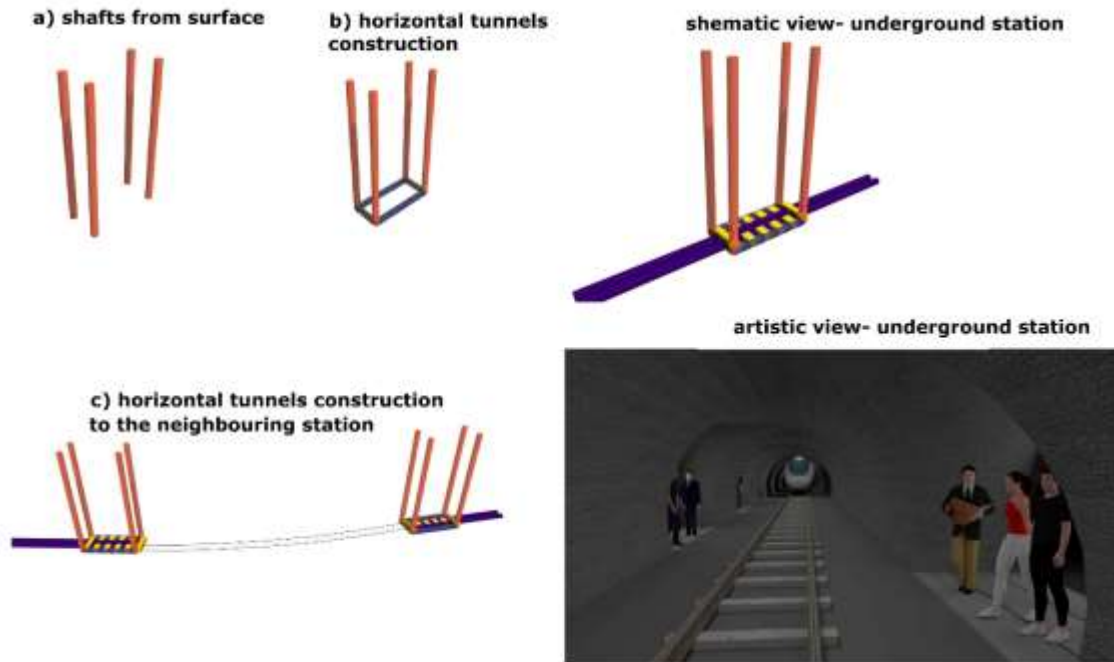 a) shafts from surface
b) horizontal tunnels
construction
shematic view- underground station
artistic view- underground station
c) horizontal tunnels construction
to the neighbouring station